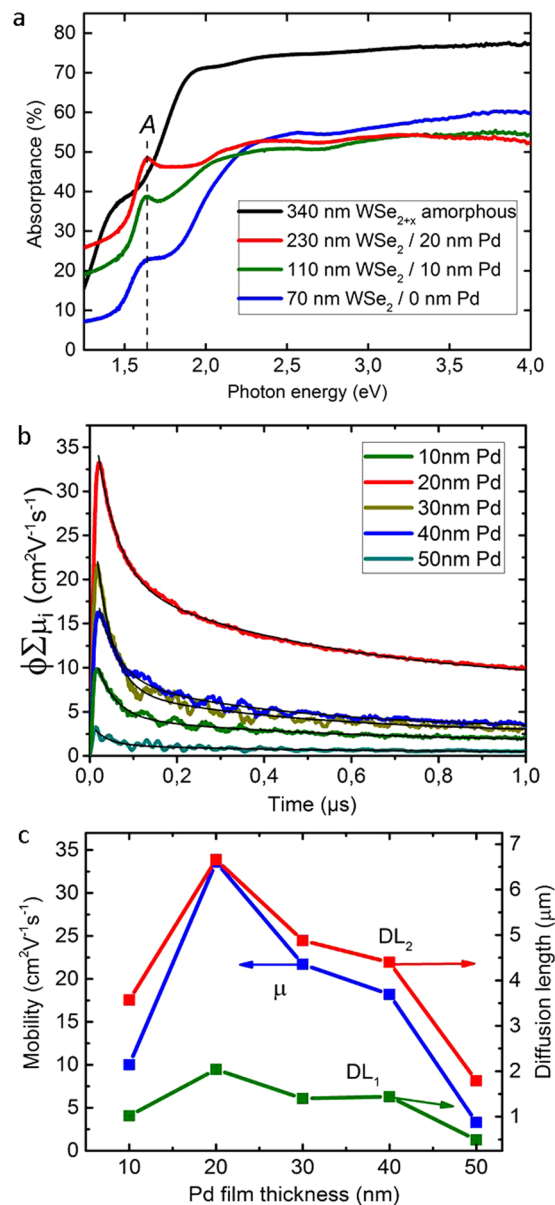 a
80
70
60
50
40
30
20
10
0
Absorptance (%)
A
340 nm WSe2+x amorphous
230 nm WSe2 / 20 nm Pd
110 nm WSe2 / 10 nm Pd
70 nm WSe2 / 0 nm Pd
1,5 2,0 2,5 3,0 3,5 4,0
Photon energy (eV)
b
35
30
25
20
15
10
5
0
ϕΣμi (cm2V-1s-1)
10nm Pd
20nm Pd
30nm Pd
40nm Pd
50nm Pd
0,0 0,2 0,4 0,6 0,8 1,0
Time (μs)
c
35
30
25
20
15
10
5
0
Mobility (cm2V-1s-1)
DL2
μ
DL1
7
6
5
4
3
2
1
Diffusion length (μm)
10 20 30 40 50
Pd film thickness (nm)